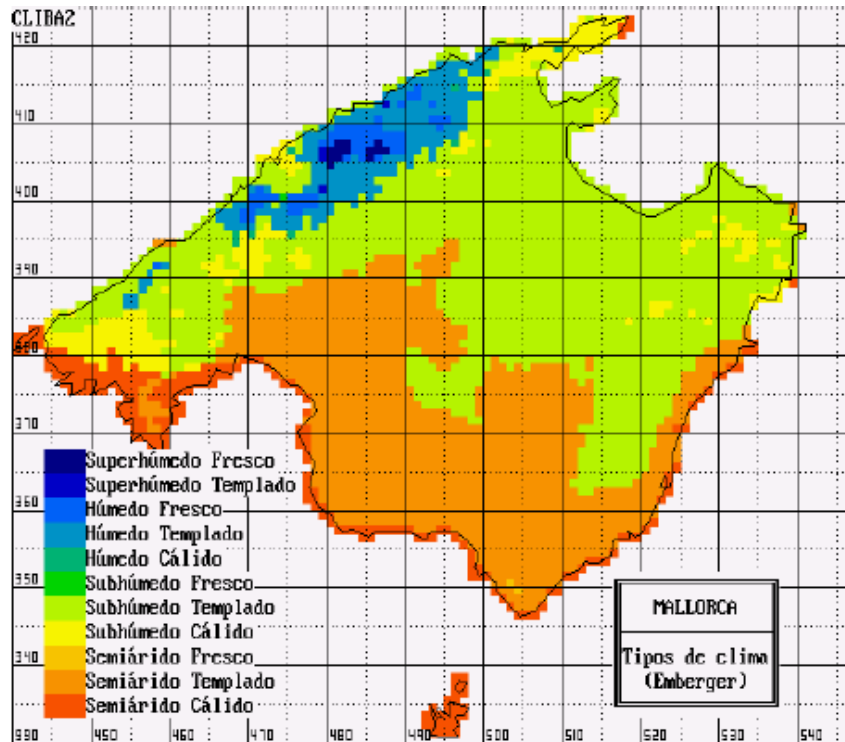 CLIBA2
420
410
400
390
380
370
360
350
340
Superhúmedo Fresco
Superhúmedo Templado
Húmedo Fresco
Húmedo Templado
Húmedo Cálido
Subhúmedo Fresco
Subhúmedo Templado
Subhúmedo Cálido
Semiárido Fresco
Semiárido Templado
Semiárido Cálido
MALLORCA
Tipos de clima
(Emberger)
450 460 470 480 490 500 510 520 530 540